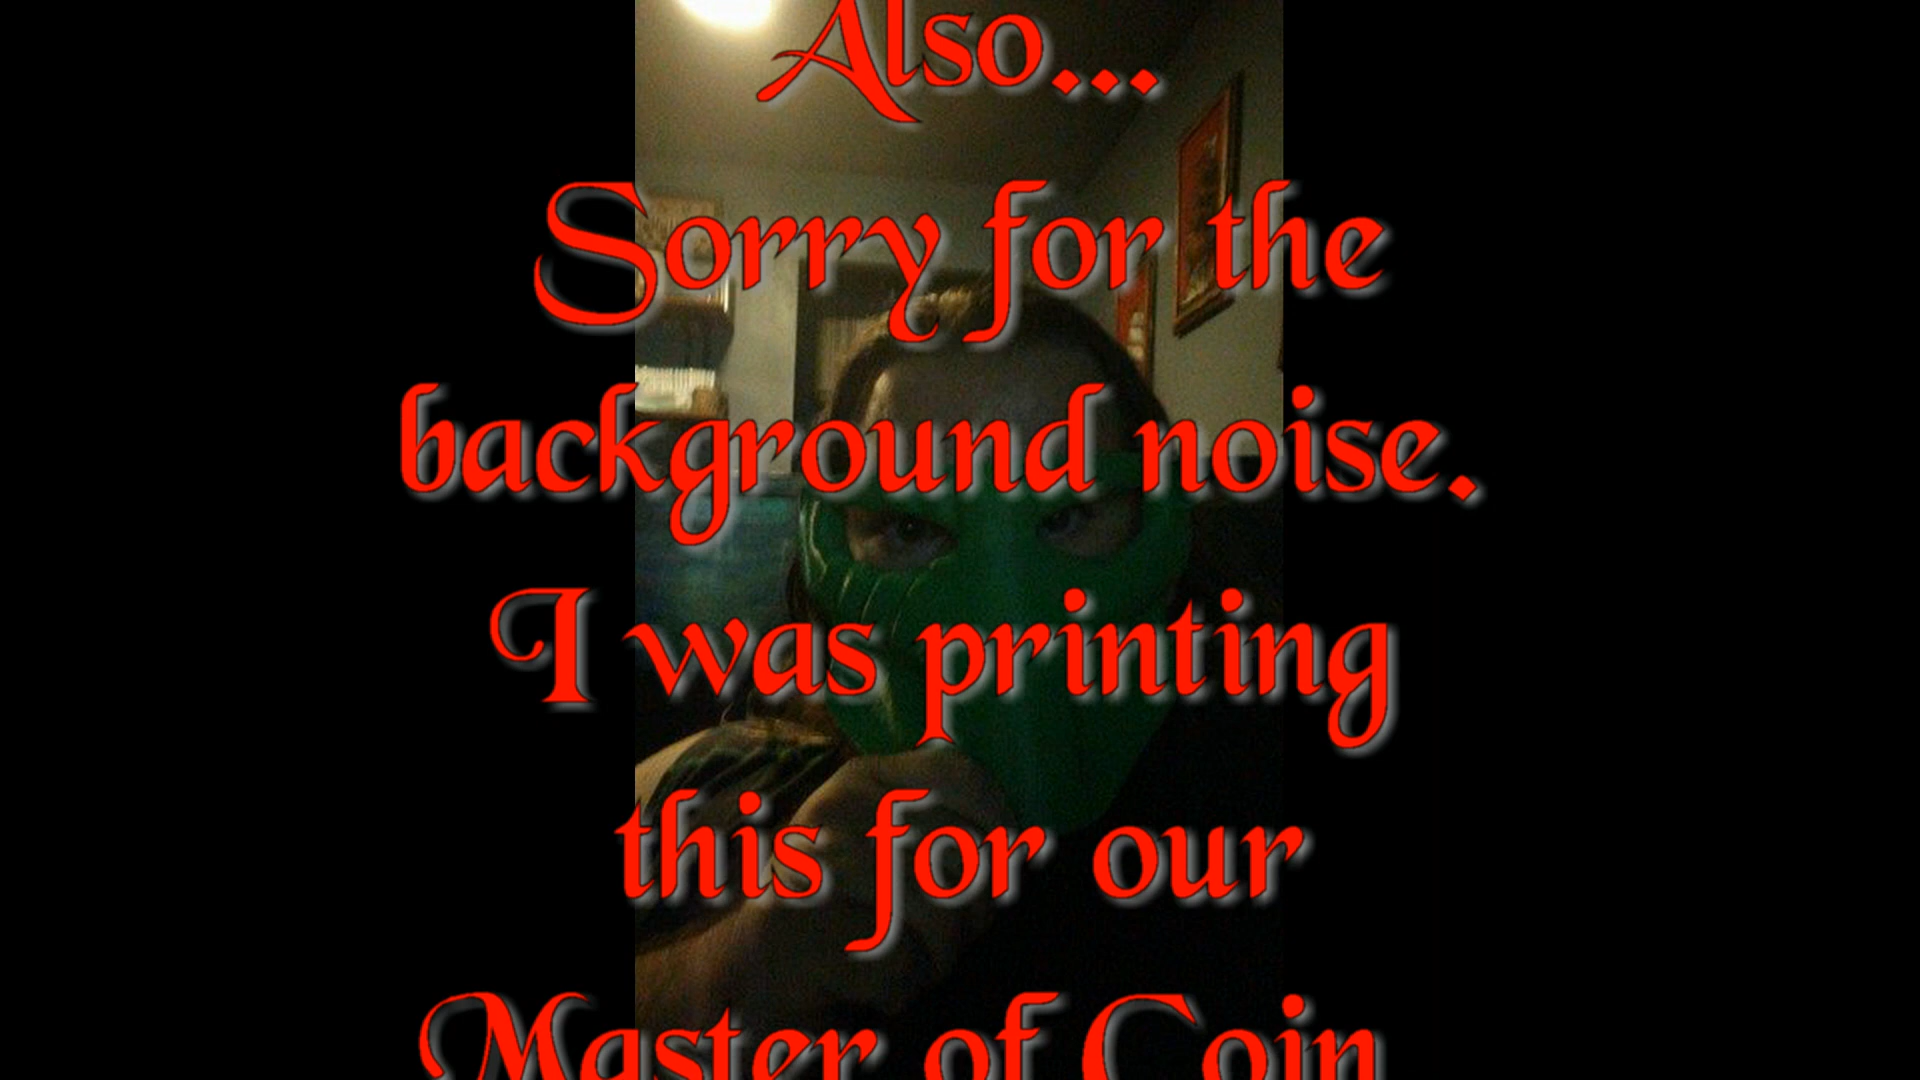 Also...
Sorry for the
background noise.
I was printing
this for our
Master of Coin